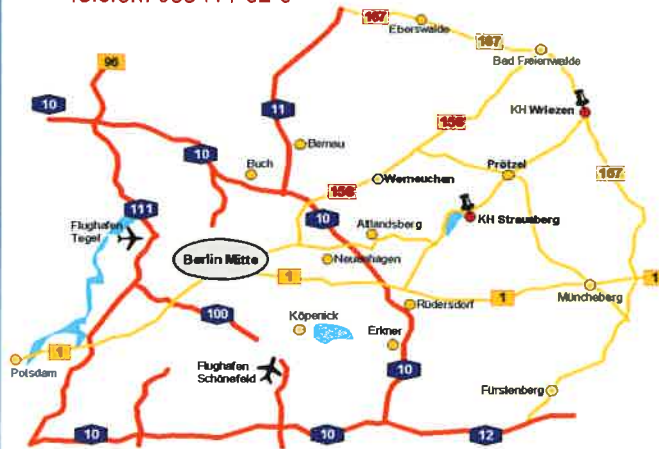 167
Eberswalde
167
Bad Freienwalde
96
10
11
KH Wriezen
158
Bernau
10
Buch
Prötzel
Werneuchen
158
167
111
10
KH Strausberg
Flughafen
Tegel
Altlandsberg
Berlin Mitte
Neuenhagen
1
1
1
Müncheberg
Rüdersdorf
100
Köpenick
Erkner
1
Potsdam
Flughafen
Schönefeld
10
Fürstenberg
10
10
12